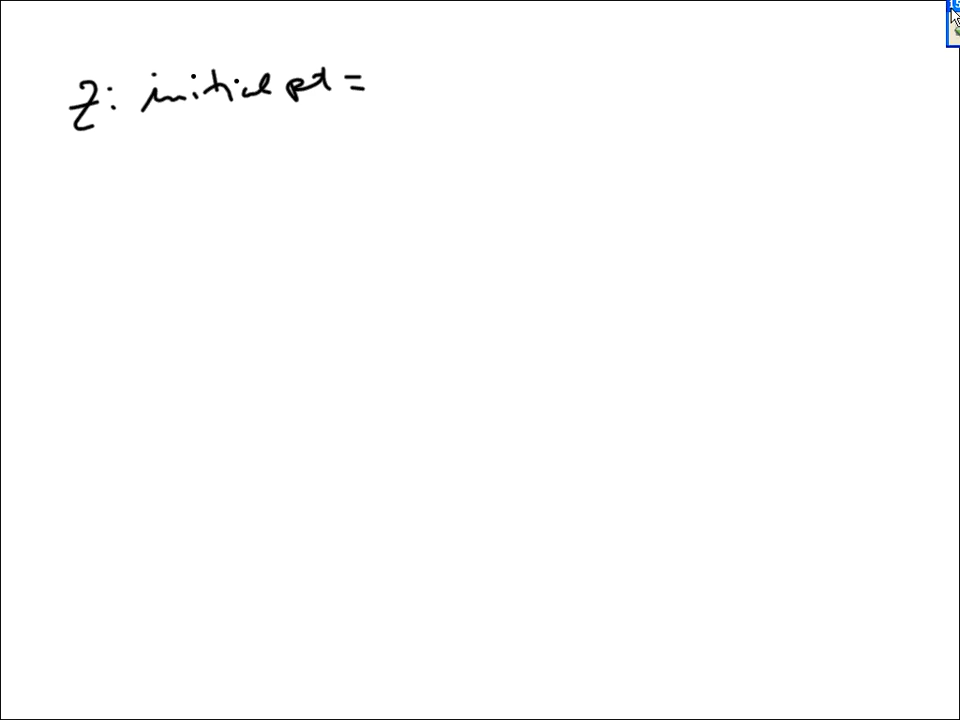 Z: initial pt =